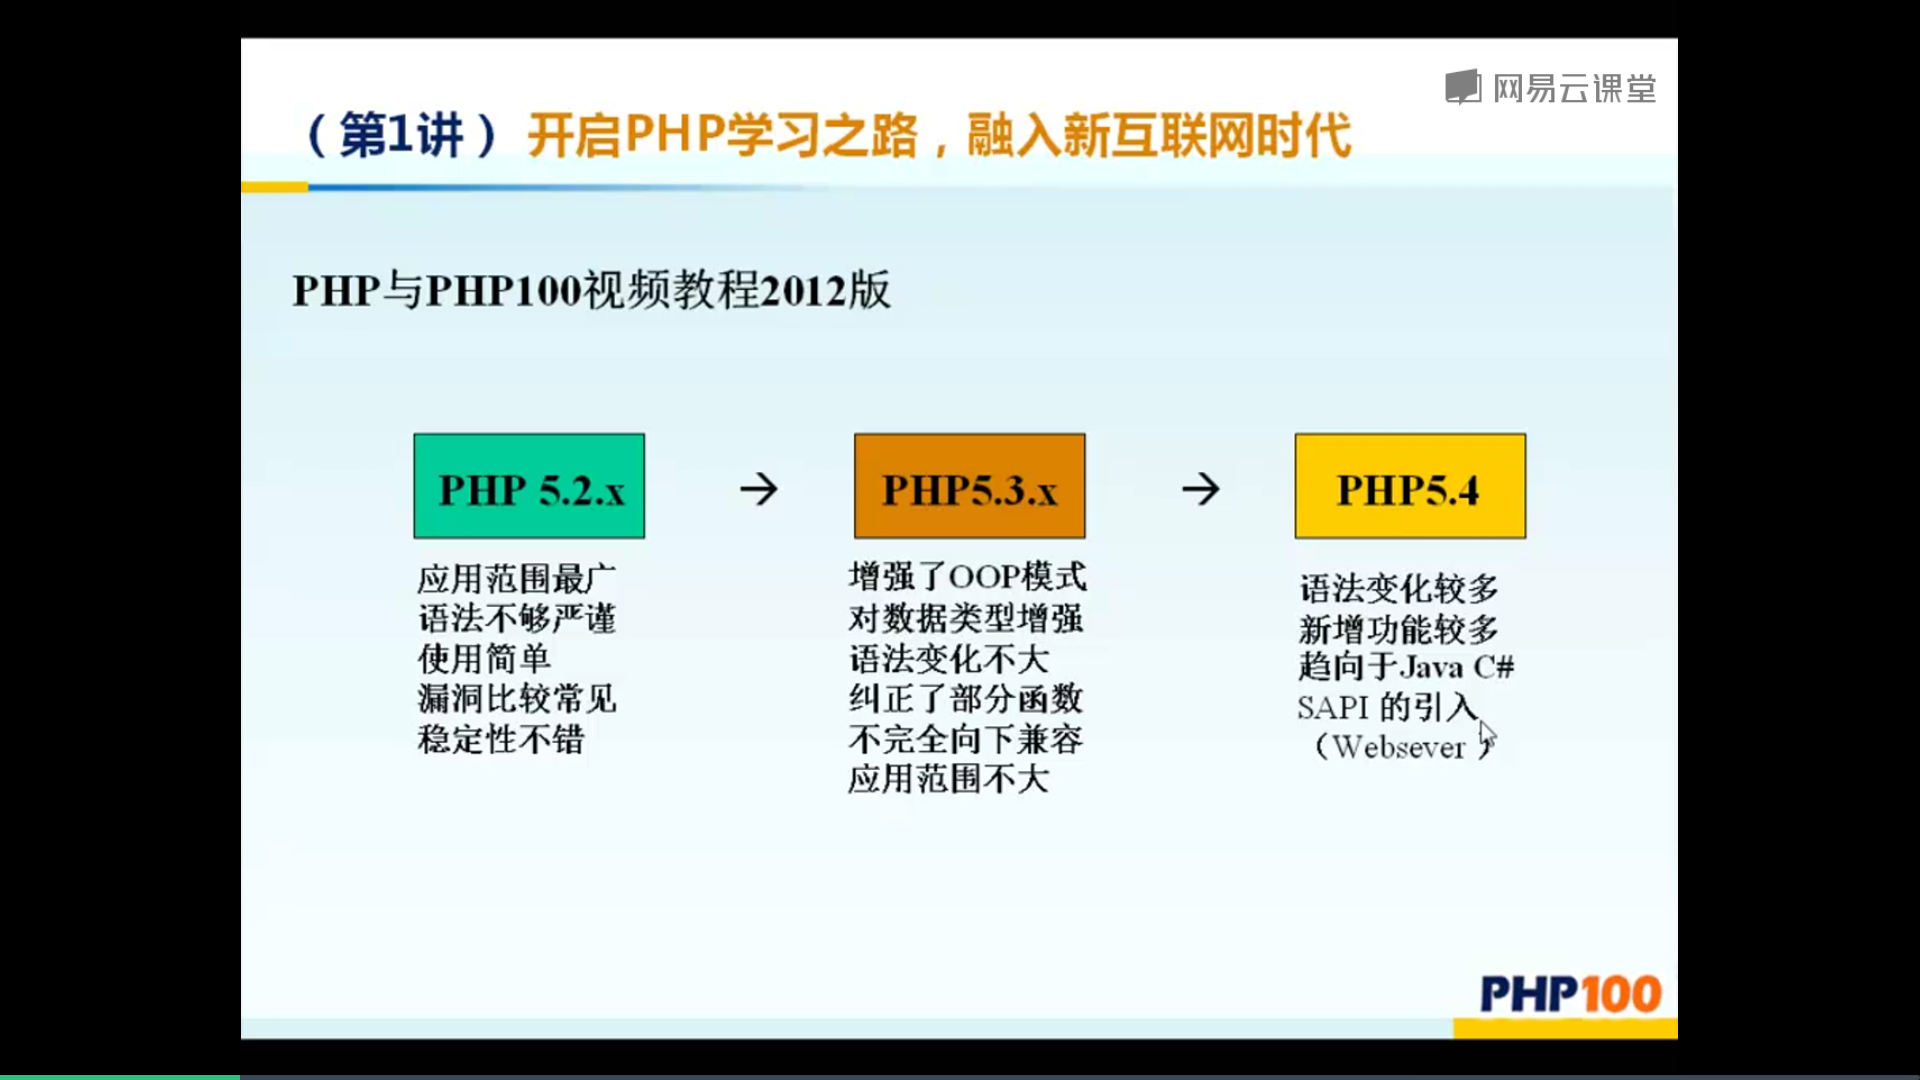 网易云课堂
（第1讲）开启PHP学习之路，融入新互联网时代
PHP与PHP100视频教程2012版
PHP 5.2.x → PHP5.3.x → PHP5.4
应用范围最广
语法不够严谨
使用简单
漏洞比较常见
稳定性不错
增强了OOP模式
对数据类型增强
语法变化不大
纠正了部分函数
不完全向下兼容
应用范围不大
语法变化较多
新增功能较多
趋向于Java C#
SAPI 的引入
（Websever ）
PHP100